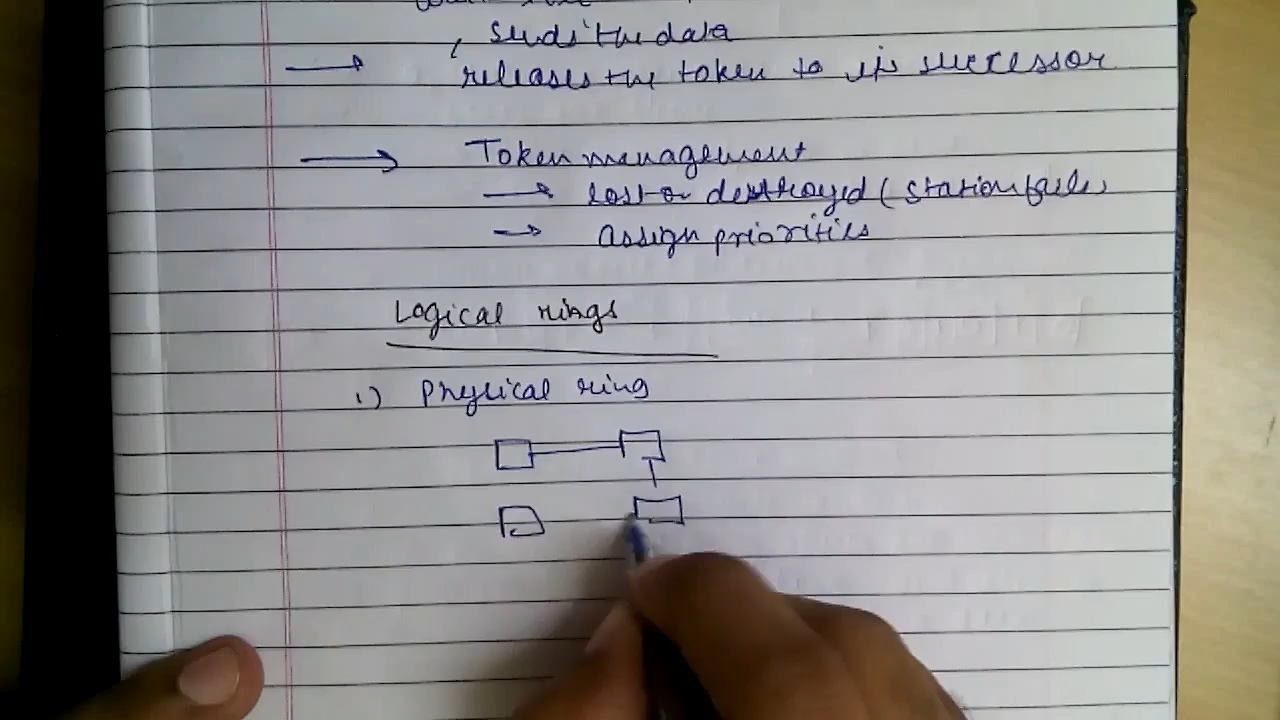 sends the data
releases the token to its successor
Token management
lost or destroyed (station fails
assign priorities
Logical rings
1) Physical ring